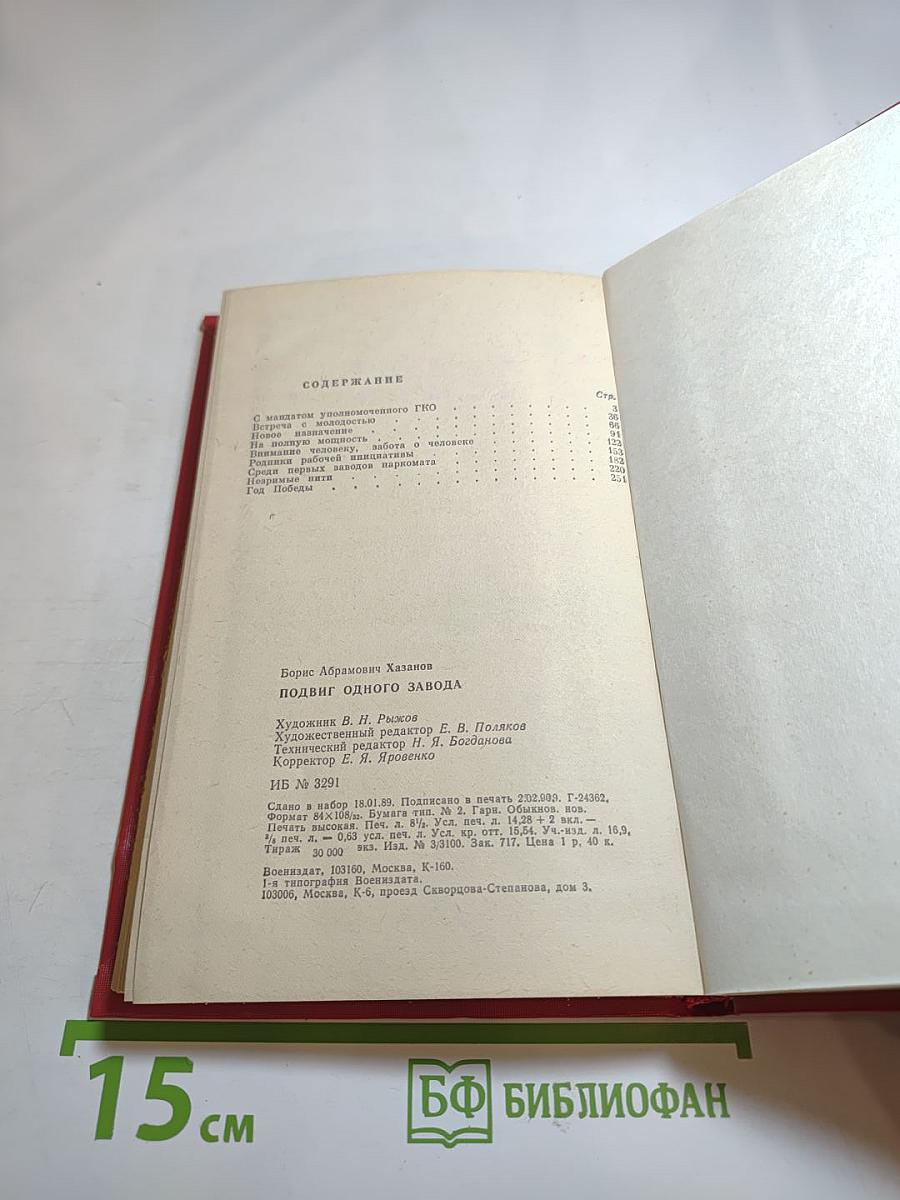 СОДЕРЖАНИЕ
Стр.
С мандатом уполномоченного ГКО . . . . . . . . . 3
Встреча с молодостью . . . . . . . . . . . 36
Новое назначение . . . . . . . . . . . . 66
На полную мощность . . . . . . . . . . . 91
Внимание человеку, забота о человеке . . . . . . 123
Родники рабочей инициативы . . . . . . . . . 153
Среди первых заводов наркомата . . . . . . . . 182
Незримые нити . . . . . . . . . . . . . 220
Год Победы . . . . . . . . . . . . . . 251
Борис Абрамович Хазанов
ПОДВИГ ОДНОГО ЗАВОДА
Художник В. Н. Рыжов
Художественный редактор Е. В. Поляков
Технический редактор Н. Я. Богданова
Корректор Е. Я. Яровенко
ИБ № 3291
Сдано в набор 18.01.89. Подписано в печать Г-24362.
Формат 84×108/32. Бумага тип. № 2. Гарн. Обыкнов. нов.
Печать высокая. Печ. л. 8½. Усл. печ. л. 14,28 + 2 вкл. —
печ. л. — 0,63 усл. печ. л. Усл. кр. отт. 15,54. Уч.-изд. л. 16,9.
Тираж 30 000 экз. Изд. № 3/3100. Зак. 717. Цена 1 р. 40 к.
Воениздат, 103160, Москва, К-160.
1-я типография Воениздата.
103006, Москва, К-6, проезд Скворцова-Степанова, дом 3.
15 см
БФ БИБЛИОФАН